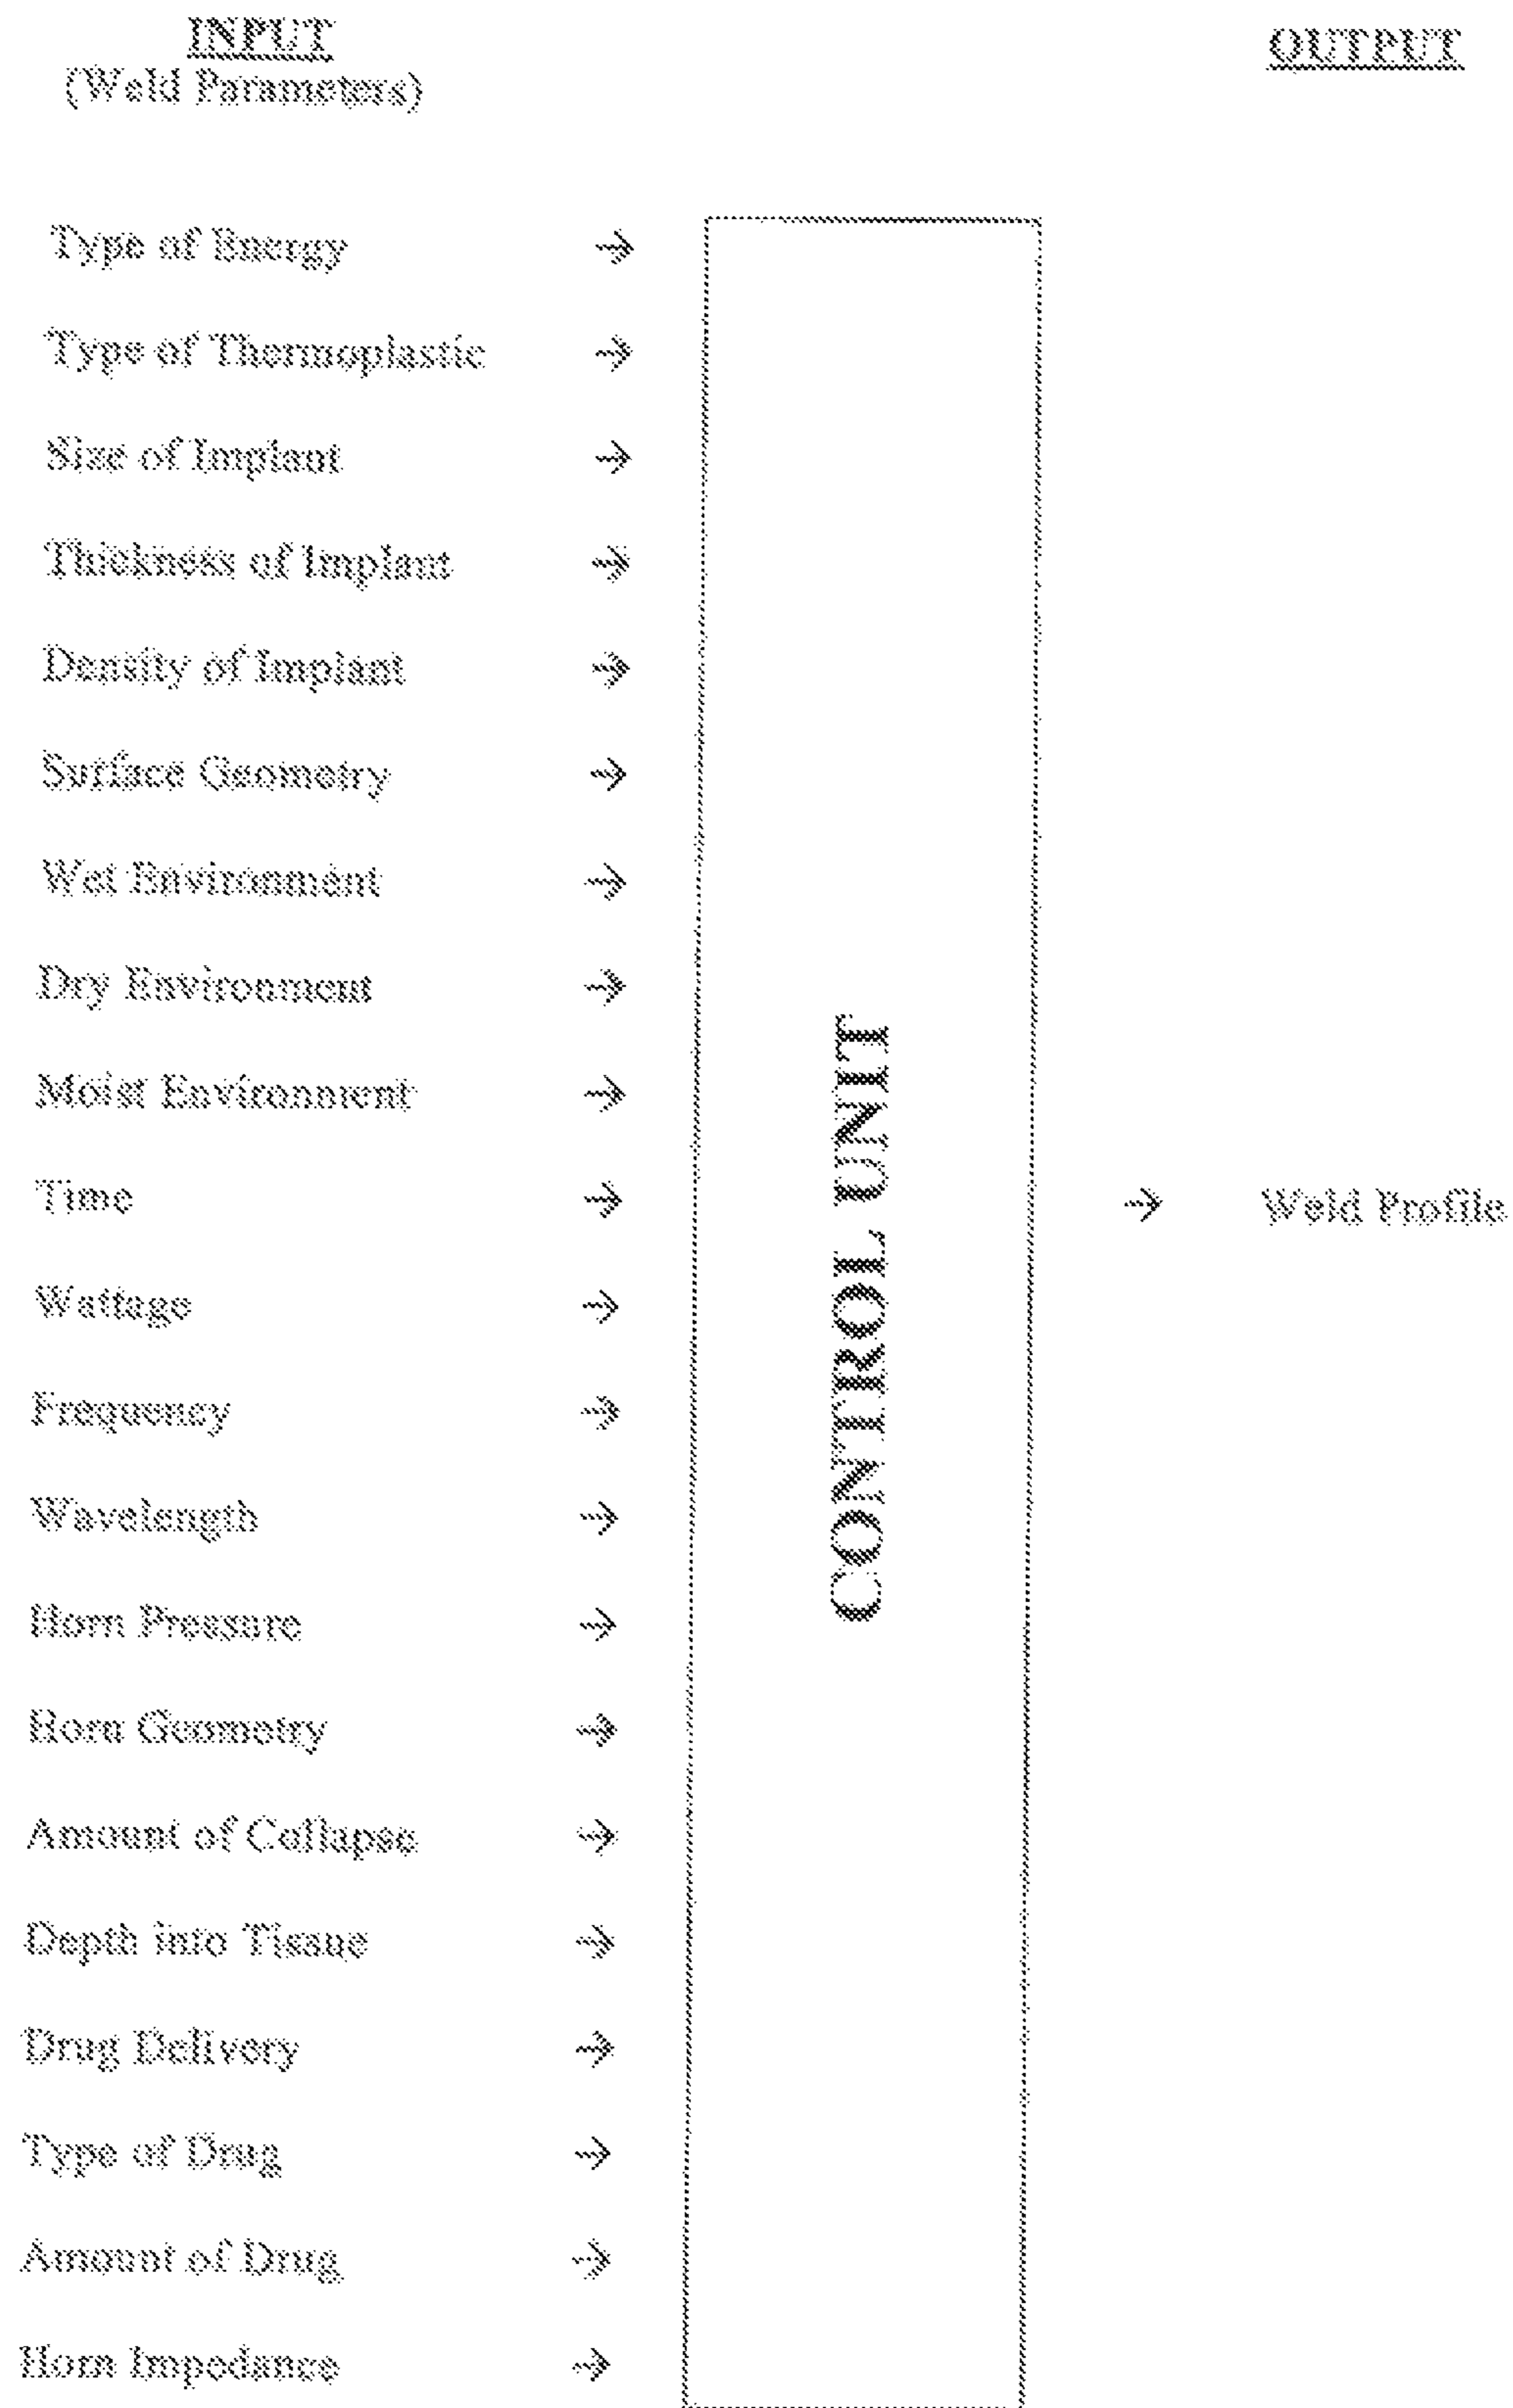 INPUT
(Weld Parameters)
OUTPUT
Type of Energy
Type of Thermoplastic
Size of Implant
Thickness of Implant
Density of Implant
Surface Geometry
Wet Environment
Dry Environment
Moist Environment
Time
Wattage
Frequency
Wavelength
Horn Pressure
Horn Geometry
Amount of Collapse
Depth into Tissue
Drug Delivery
Type of Drug
Amount of Drug
Horn Impedance
CONTROL UNIT
Weld Profile